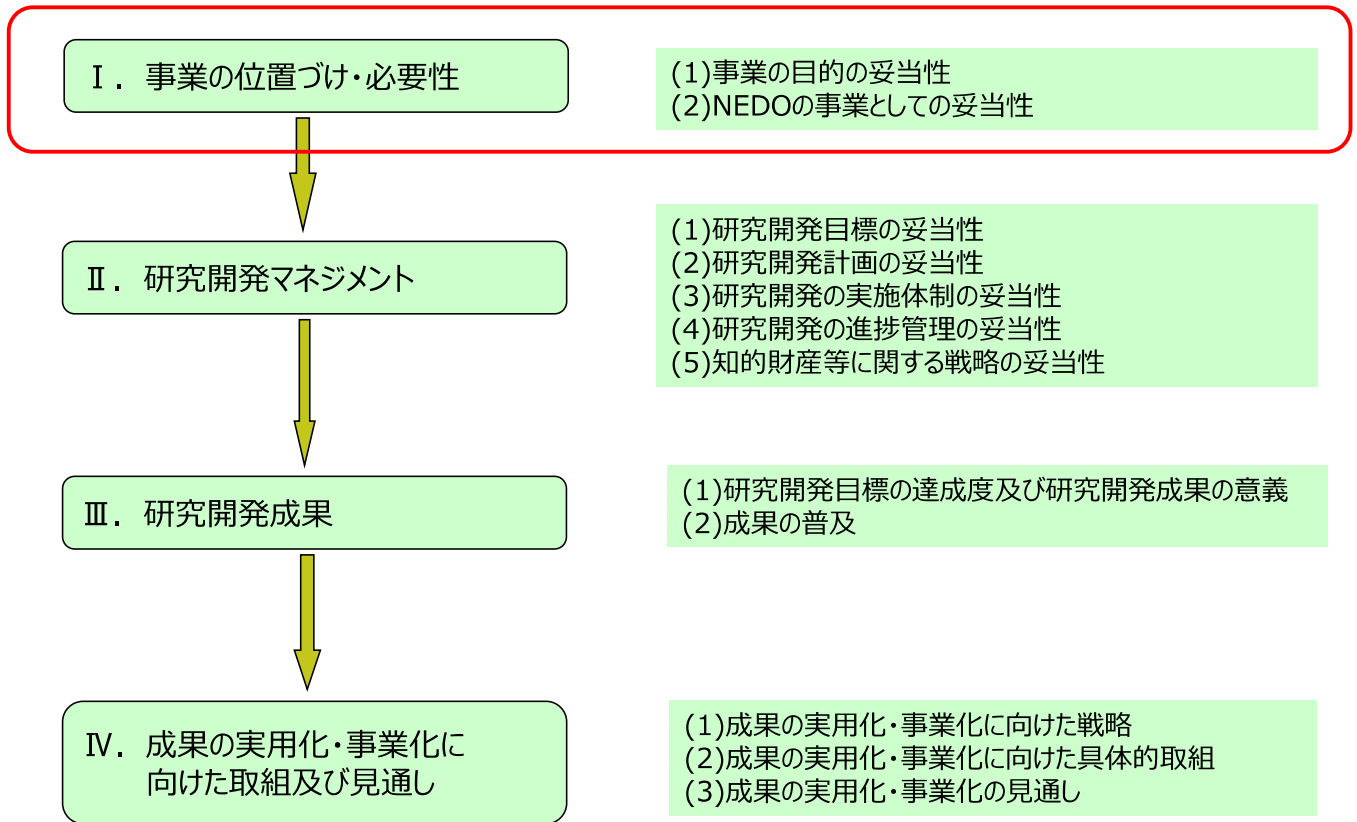 Ⅰ．事業の位置づけ・必要性
(1)事業の目的の妥当性
(2)NEDOの事業としての妥当性
Ⅱ．研究開発マネジメント
(1)研究開発目標の妥当性
(2)研究開発計画の妥当性
(3)研究開発の実施体制の妥当性
(4)研究開発の進捗管理の妥当性
(5)知的財産等に関する戦略の妥当性
Ⅲ．研究開発成果
(1)研究開発目標の達成度及び研究開発成果の意義
(2)成果の普及
Ⅳ．成果の実用化・事業化に
向けた取組及び見通し
(1)成果の実用化・事業化に向けた戦略
(2)成果の実用化・事業化に向けた具体的取組
(3)成果の実用化・事業化の見通し